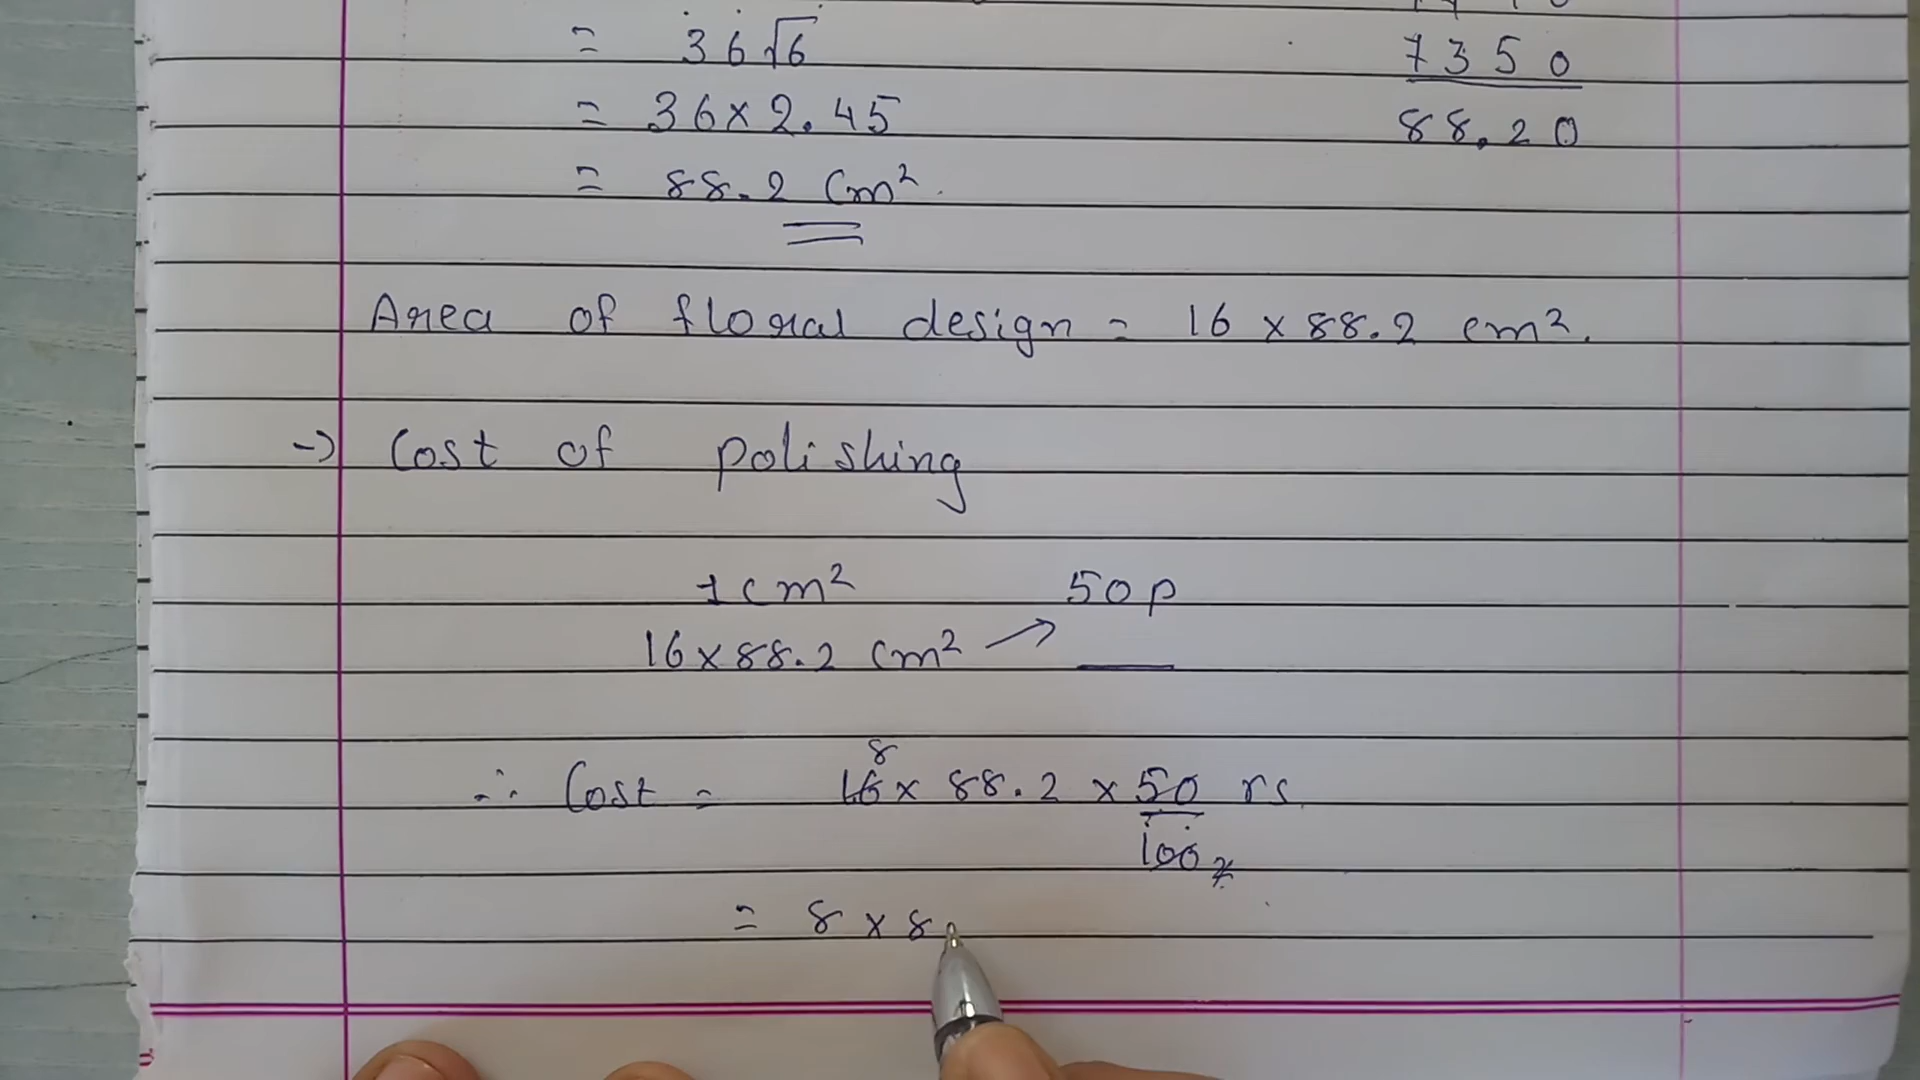 = 36√6
7350
= 36 x 2.45
88.20
= 88.2 cm²
Area of floral design = 16 x 88.2 cm².
→ Cost of polishing
1cm² 50p
16 x 88.2 cm² →
8
∴ Cost = 16 x 88.2 x 50 rs
100 2
= 8 x 8